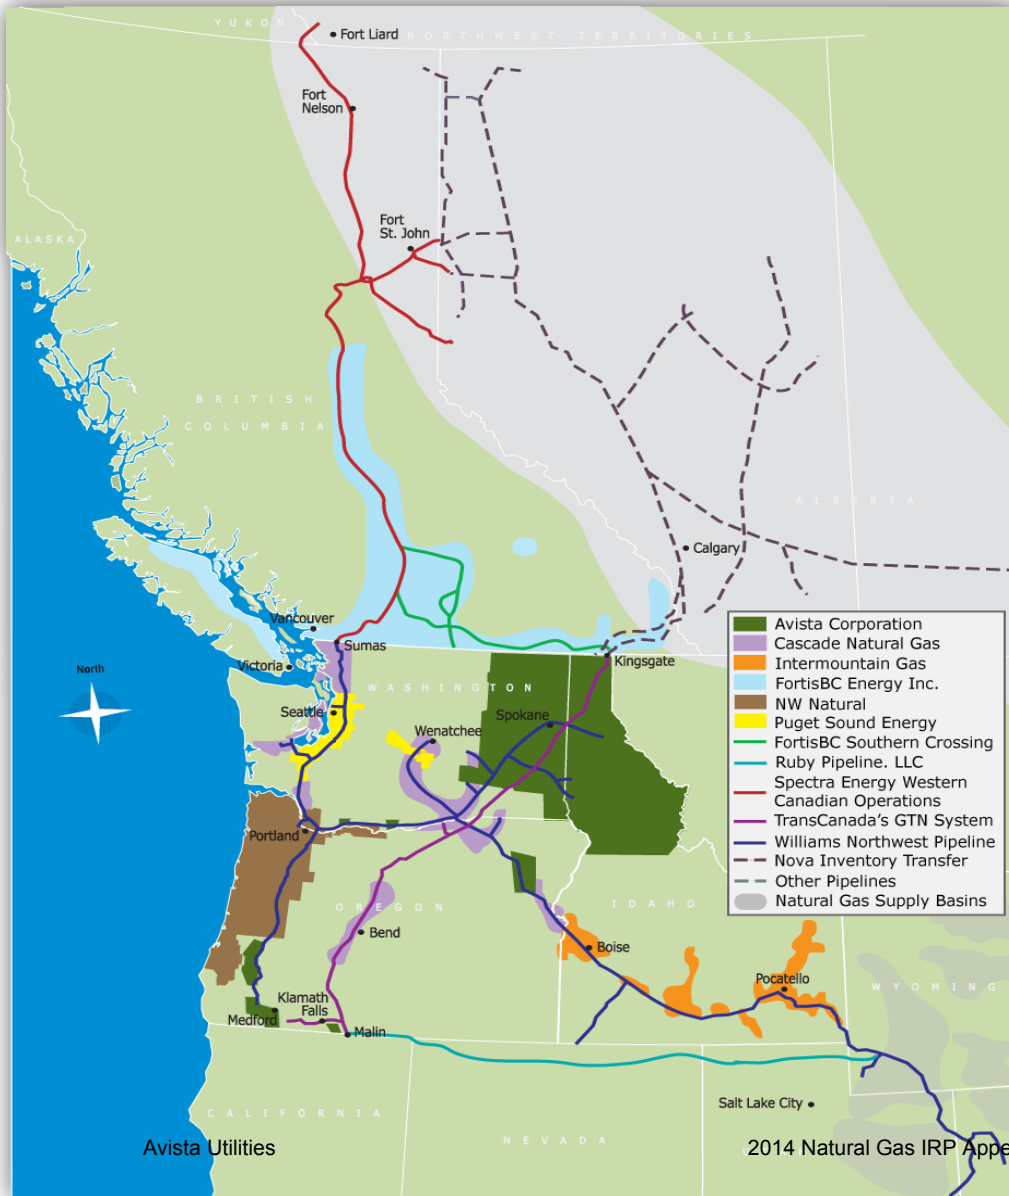 YUKON
Fort Liard
NORTHWEST TERRITORIES
Fort
Nelson
Fort
St. John
ALASKA
BRITISH
COLUMBIA
ALBERTA
Calgary
Vancouver
Sumas
Victoria
Kingsgate
North
WASHINGTON
Seattle
Spokane
Wenatchee
Portland
OREGON
IDAHO
Bend
Boise
Pocatello
WYOMING
Klamath
Falls
Medford
Malin
Salt Lake City
CALIFORNIA
NEVADA
Avista Corporation
Cascade Natural Gas
Intermountain Gas
FortisBC Energy Inc.
NW Natural
Puget Sound Energy
FortisBC Southern Crossing
Ruby Pipeline. LLC
Spectra Energy Western
Canadian Operations
TransCanada's GTN System
Williams Northwest Pipeline
Nova Inventory Transfer
Other Pipelines
Natural Gas Supply Basins
Avista Utilities
2014 Natural Gas IRP Appe